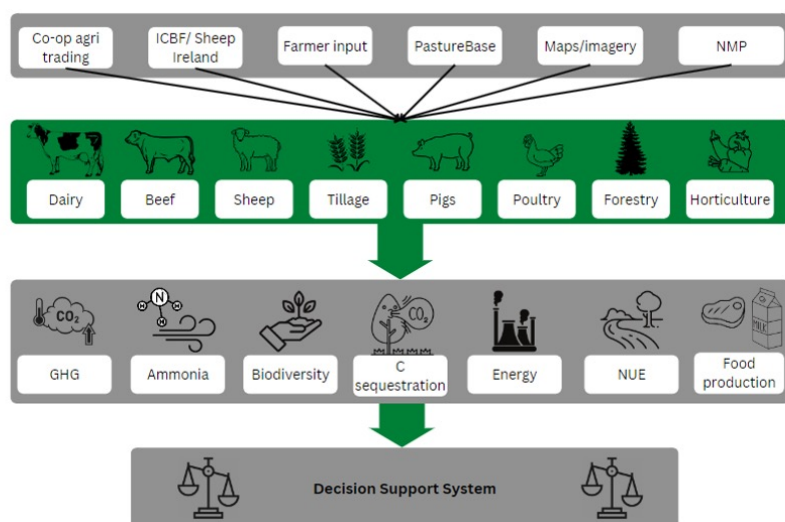 Co-op agri
trading
ICBF/ Sheep
Ireland
Farmer input
PastureBase
Maps/imagery
NMP
Dairy
Beef
Sheep
Tillage
Pigs
Poultry
Forestry
Horticulture
CO₂
N
H
H
H
CO₂
MILK
GHG
Ammonia
Biodiversity
C
sequestration
Energy
NUE
Food
production
Decision Support System